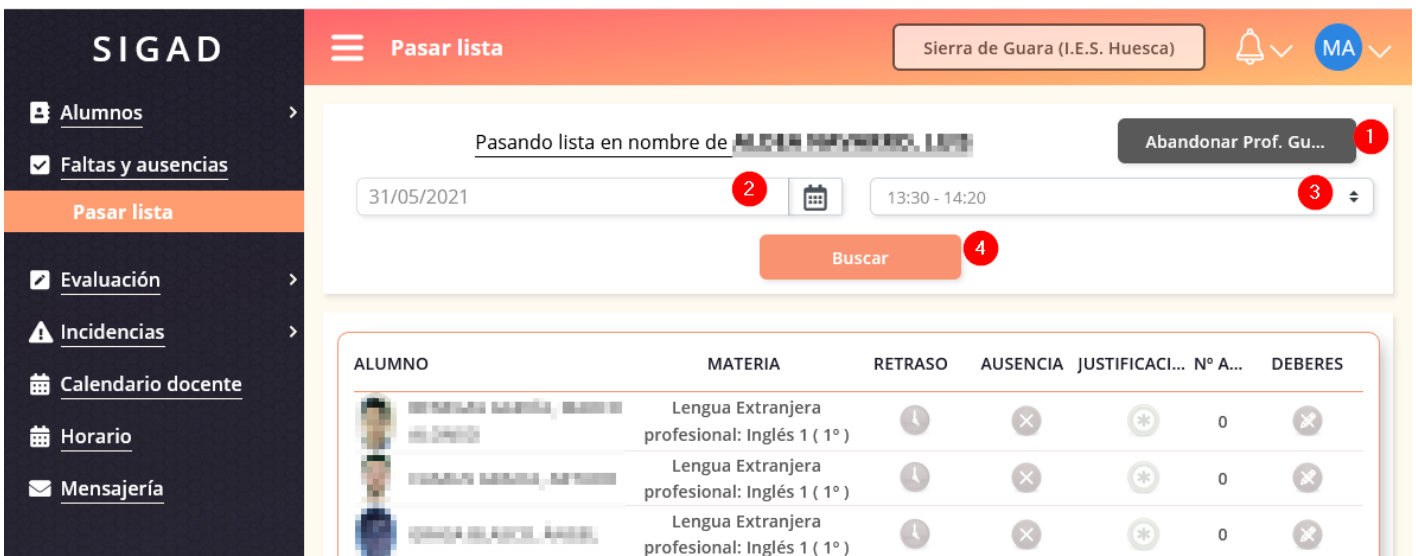 SIGAD
Pasar lista
Sierra de Guara (I.E.S. Huesca)
MA
Alumnos
Faltas y ausencias
Pasar lista
Evaluación
Incidencias
Calendario docente
Horario
Mensajería
Pasando lista en nombre de
Abandonar Prof. Gu...
1
31/05/2021
2
13:30 - 14:20
3
Buscar
4
ALUMNO MATERIA RETRASO AUSENCIA JUSTIFICACI... Nº A... DEBERES
Lengua Extranjera
profesional: Inglés 1 ( 1º )
0
Lengua Extranjera
profesional: Inglés 1 ( 1º )
0
Lengua Extranjera
profesional: Inglés 1 ( 1º )
0